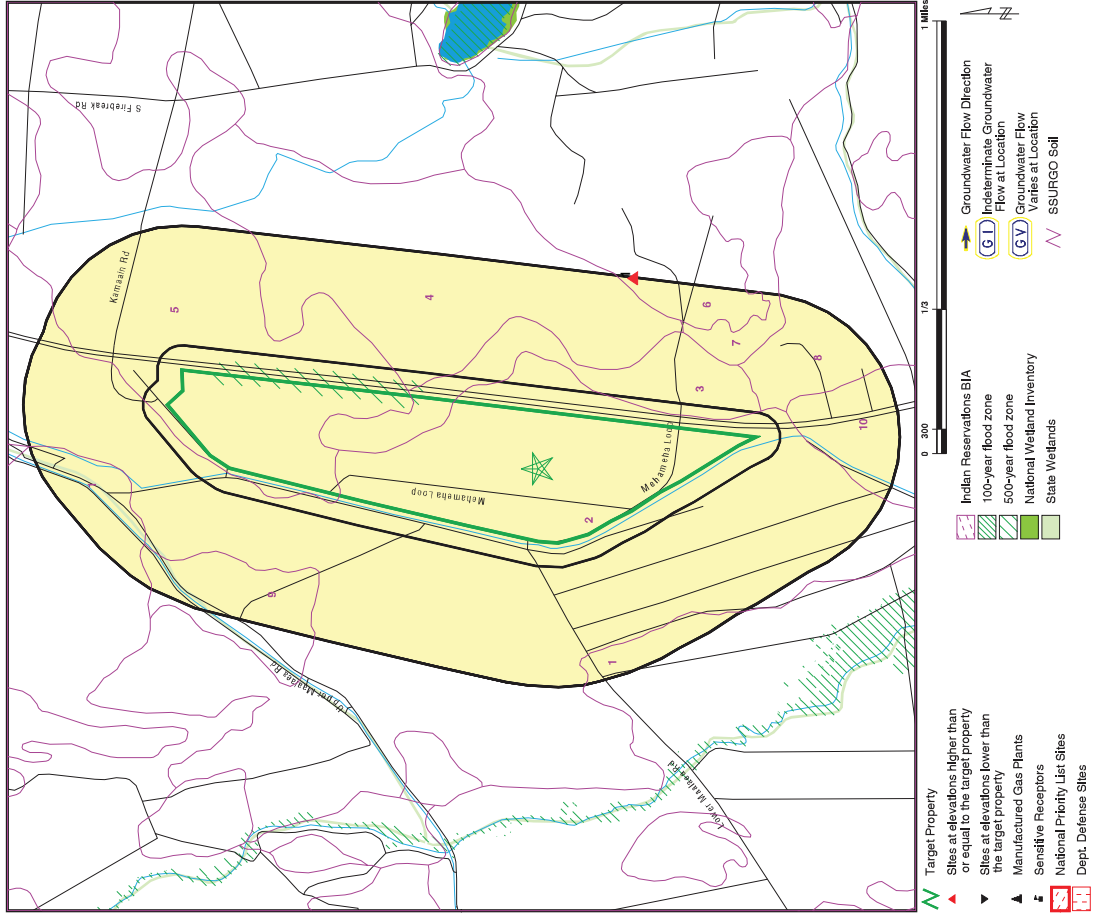 S Firebreak Rd
Kamaain Rd
5
4
6
7
3
8
10
Mehameha Loop
Mehameha Loop
2
1
9
1
Upper Maalaea Rd
Lower Maalaea Rd
0 300 1/3 1 Miles
Target Property
Sites at elevations higher than
or equal to the target property
Sites at elevations lower than
the target property
Manufactured Gas Plants
Sensitive Receptors
National Priority List Sites
Dept. Defense Sites
Indian Reservations BIA
100-year flood zone
500-year flood zone
National Wetland Inventory
State Wetlands
Groundwater Flow Direction
G I
Indeterminate Groundwater
Flow at Location
G V
Groundwater Flow
Varies at Location
SSURGO Soil
N